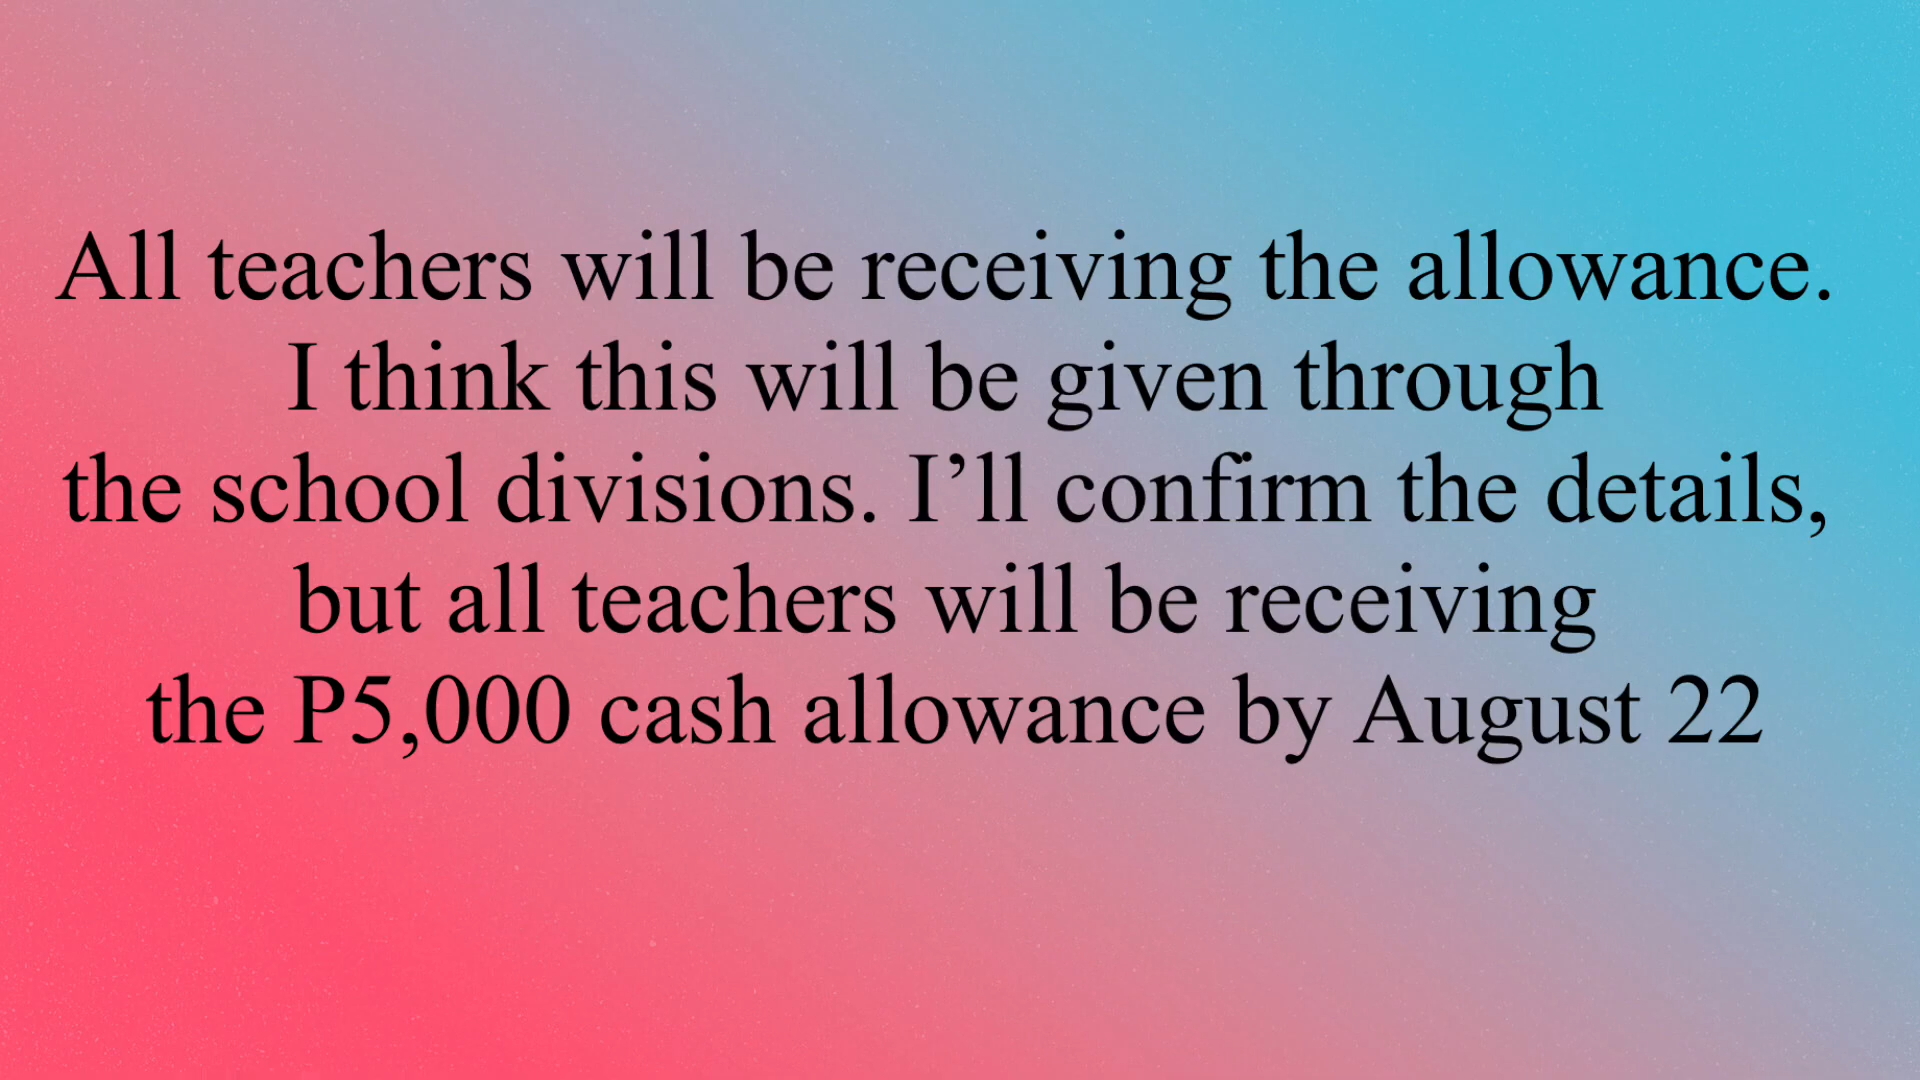 All teachers will be receiving the allowance.
I think this will be given through
the school divisions. I’ll confirm the details,
but all teachers will be receiving
the P5,000 cash allowance by August 22